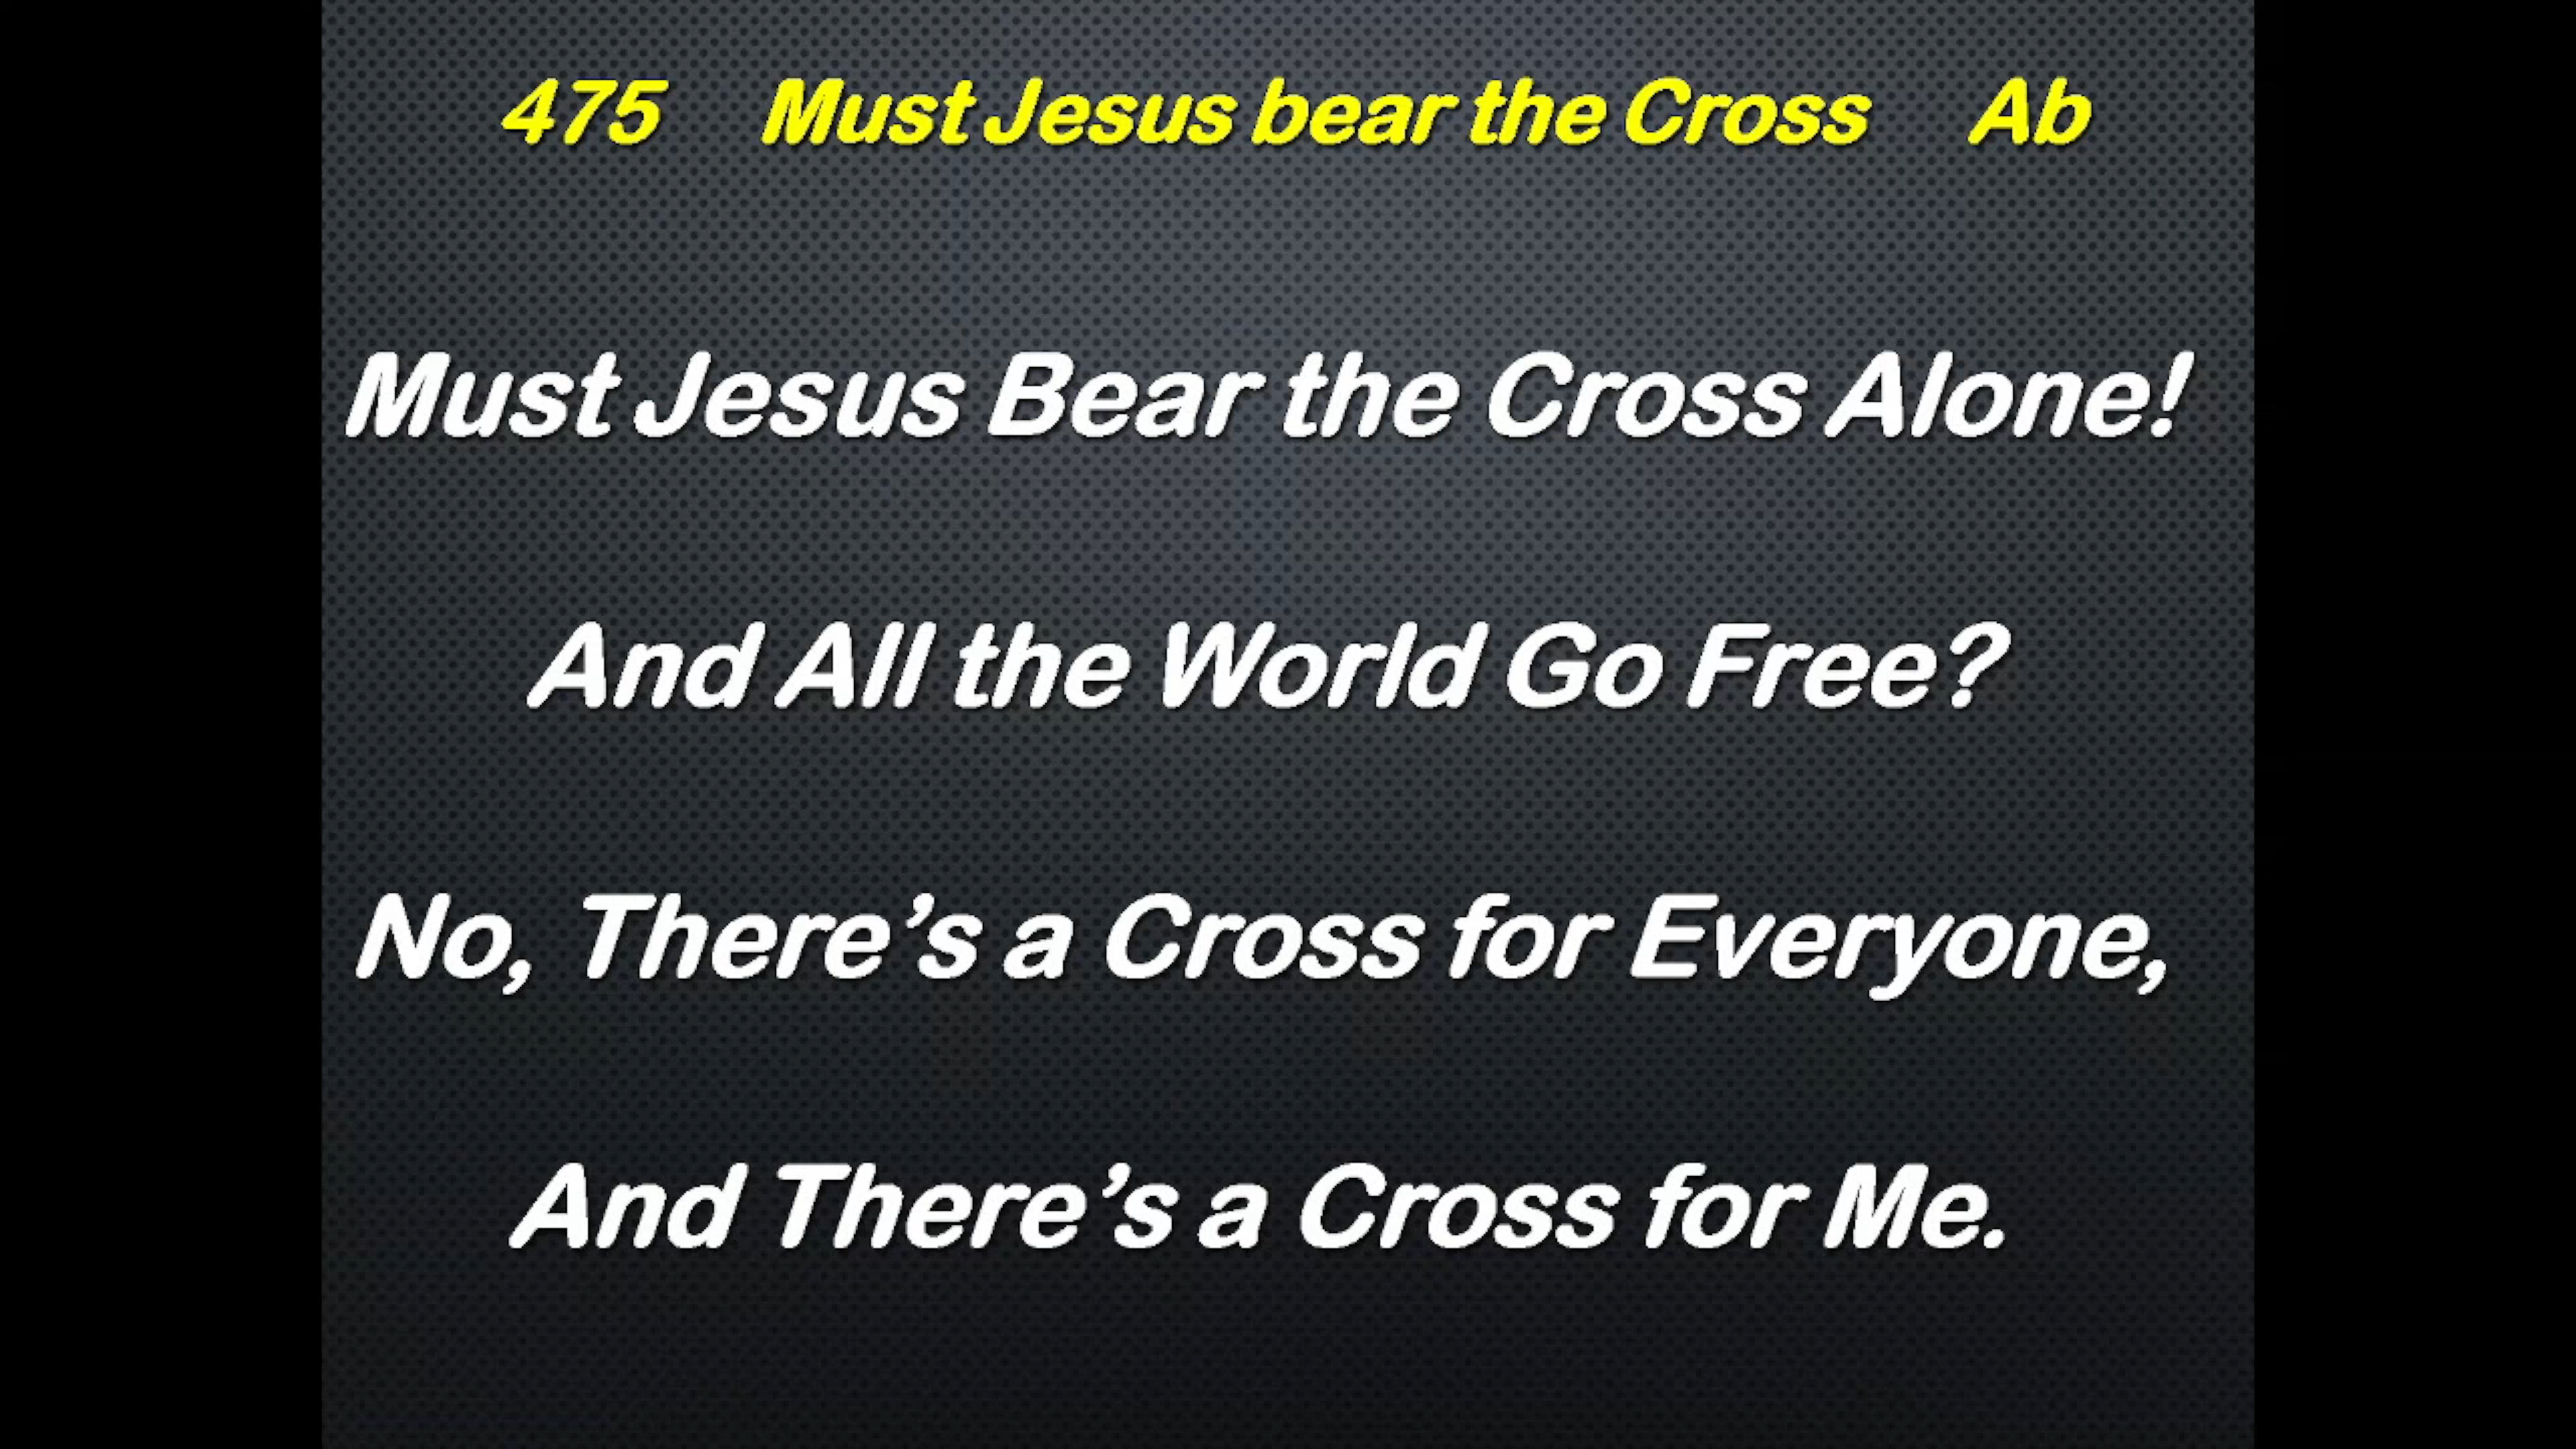 475 Must Jesus bear the Cross Ab
Must Jesus Bear the Cross Alone!
And All the World Go Free?
No, There’s a Cross for Everyone,
And There’s a Cross for Me.